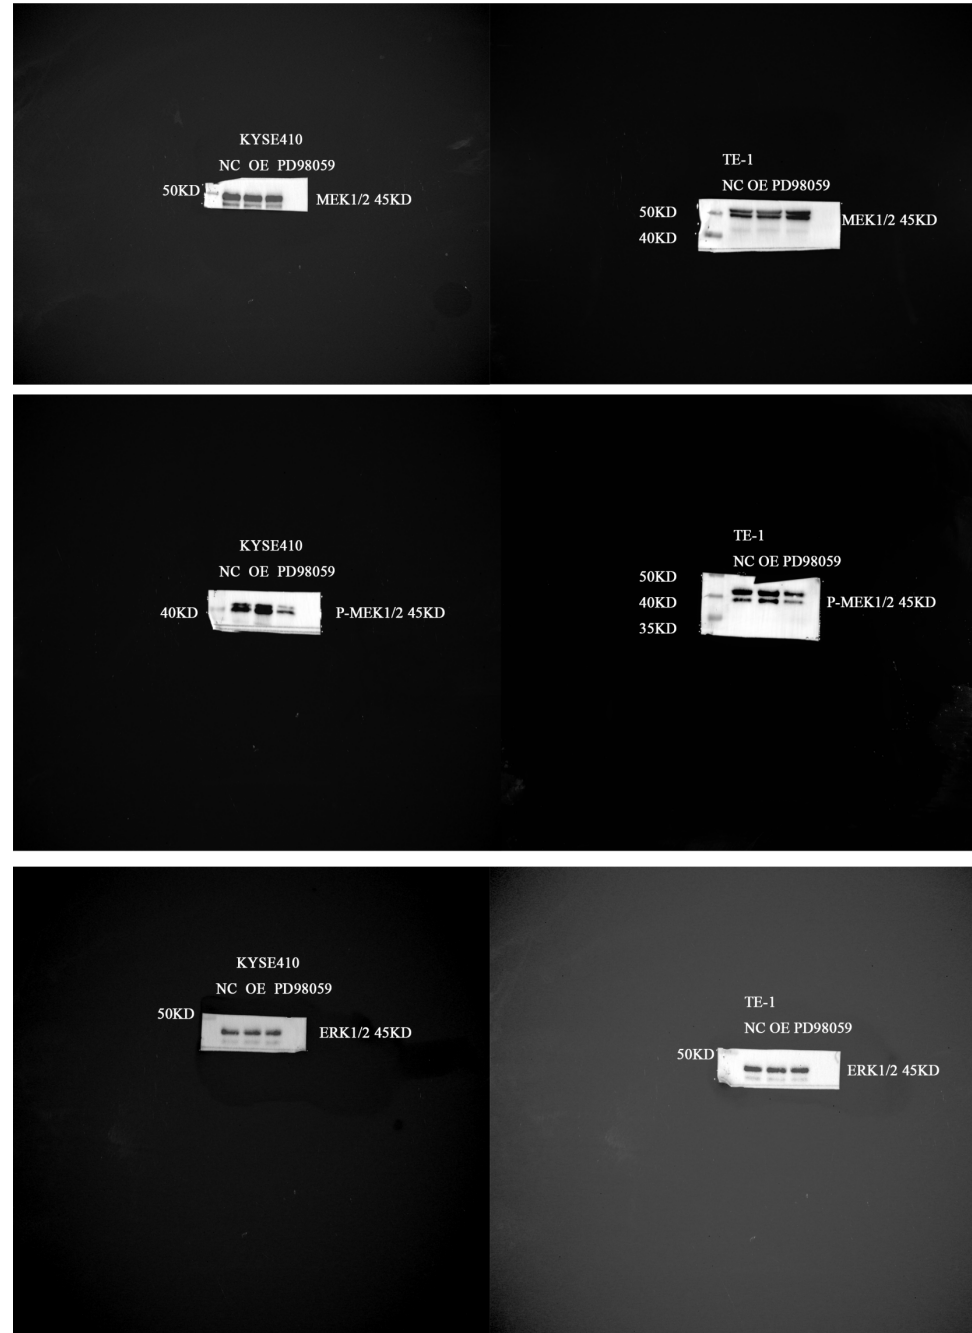 KYSE410
NC OE PD98059
50KD
MEK1/2 45KD
TE-1
NC OE PD98059
50KD
40KD
MEK1/2 45KD
KYSE410
NC OE PD98059
40KD
P-MEK1/2 45KD
TE-1
NC OE PD98059
50KD
40KD
35KD
P-MEK1/2 45KD
KYSE410
NC OE PD98059
50KD
ERK1/2 45KD
TE-1
NC OE PD98059
50KD
ERK1/2 45KD